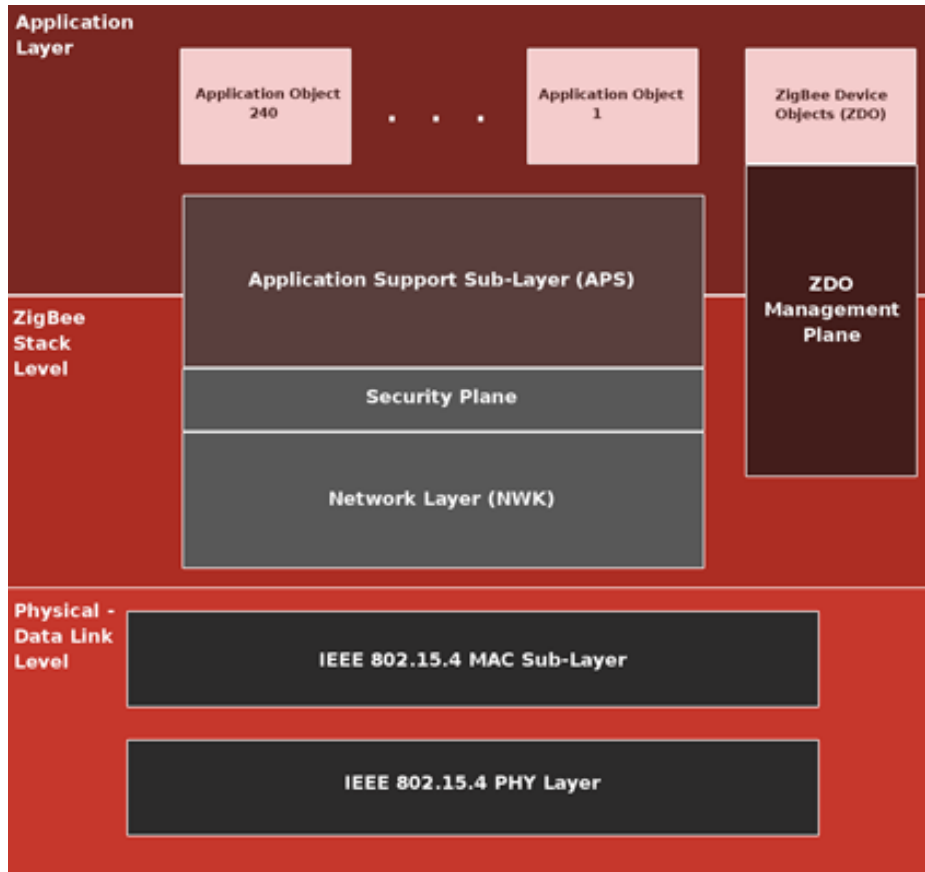 Application
Layer
Application Object
240
. . .
Application Object
1
ZigBee Device
Objects (ZDO)
Application Support Sub-Layer (APS)
ZDO
Management
Plane
ZigBee
Stack
Level
Security Plane
Network Layer (NWK)
Physical -
Data Link
Level
IEEE 802.15.4 MAC Sub-Layer
IEEE 802.15.4 PHY Layer